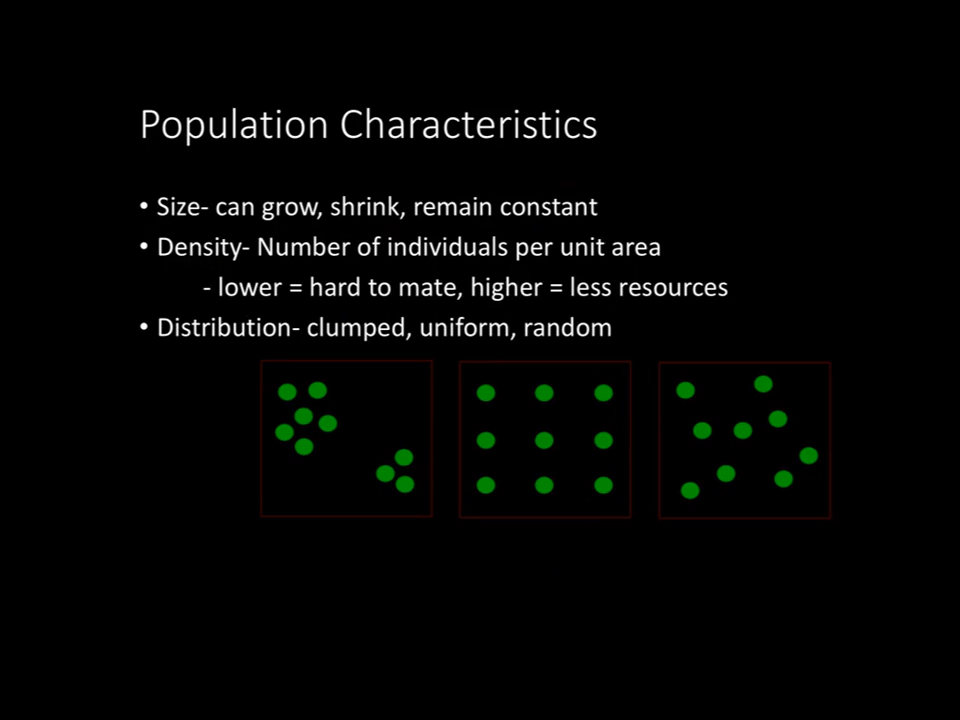 Population Characteristics
• Size- can grow, shrink, remain constant
• Density- Number of individuals per unit area
- lower = hard to mate, higher = less resources
• Distribution- clumped, uniform, random